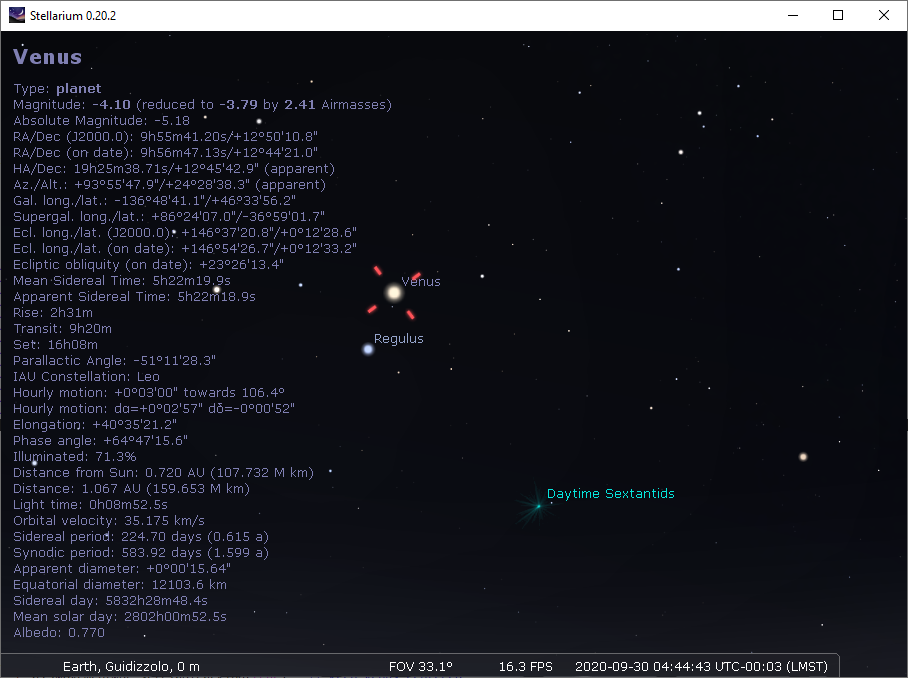 Stellarium 0.20.2
Venus
Type: planet
Magnitude: -4.10 (reduced to -3.79 by 2.41 Airmasses)
Absolute Magnitude: -5.18
RA/Dec (J2000.0): 9h55m41.20s/+12°50'10.8"
RA/Dec (on date): 9h56m47.13s/+12°44'21.0"
HA/Dec: 19h25m38.71s/+12°45'42.9" (apparent)
Az./Alt.: +93°55'47.9"/+24°28'38.3" (apparent)
Gal. long./lat.: -136°48'41.1"/+46°33'56.2"
Supergal. long./lat.: +86°24'07.0"/-36°59'01.7"
Ecl. long./lat. (J2000.0): +146°37'20.8"/+0°12'28.6"
Ecl. long./lat. (on date): +146°54'26.7"/+0°12'33.2"
Ecliptic obliquity (on date): +23°26'13.4"
Mean Sidereal Time: 5h22m19.9s
Apparent Sidereal Time: 5h22m18.9s
Rise: 2h31m
Transit: 9h20m
Set: 16h08m
Parallactic Angle: -51°11'28.3"
IAU Constellation: Leo
Hourly motion: +0°03'00" towards 106.4°
Hourly motion: dα=+0°02'57" dδ=-0°00'52"
Elongation: +40°35'21.2"
Phase angle: +64°47'15.6"
Illuminated: 71.3%
Distance from Sun: 0.720 AU (107.732 M km)
Distance: 1.067 AU (159.653 M km)
Light time: 0h08m52.5s
Orbital velocity: 35.175 km/s
Sidereal period: 224.70 days (0.615 a)
Synodic period: 583.92 days (1.599 a)
Apparent diameter: +0°00'15.64"
Equatorial diameter: 12103.6 km
Sidereal day: 5832h28m48.4s
Mean solar day: 2802h00m52.5s
Albedo: 0.770
Venus
Regulus
Daytime Sextantids
Earth, Guidizzolo, 0 m FOV 33.1° 16.3 FPS 2020-09-30 04:44:43 UTC-00:03 (LMST)